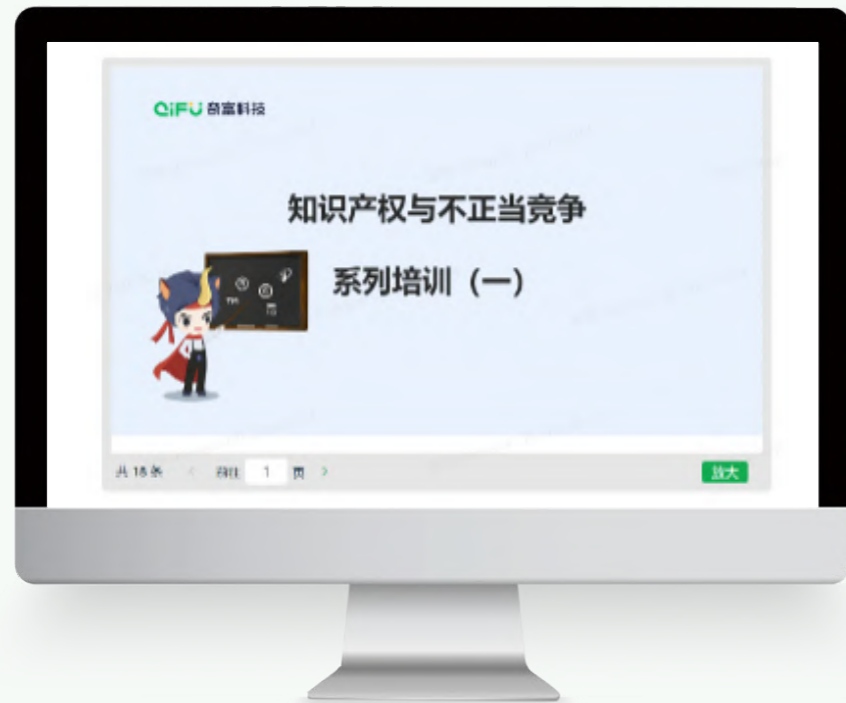 QiFU 奇富科技
知识产权与不正当竞争
系列培训（一）
共 18 条 < 前往 1 页 >
放大